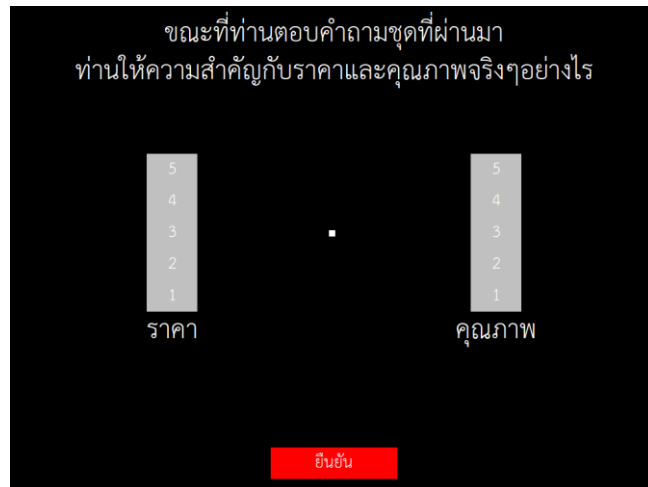 ขณะที่ท่านตอบคำถามชุดที่ผ่านมา
ท่านให้ความสำคัญกับราคาและคุณภาพจริงๆอย่างไร
5 5
4 4
3 3
2 2
1 1
ราคา คุณภาพ
ยืนยัน